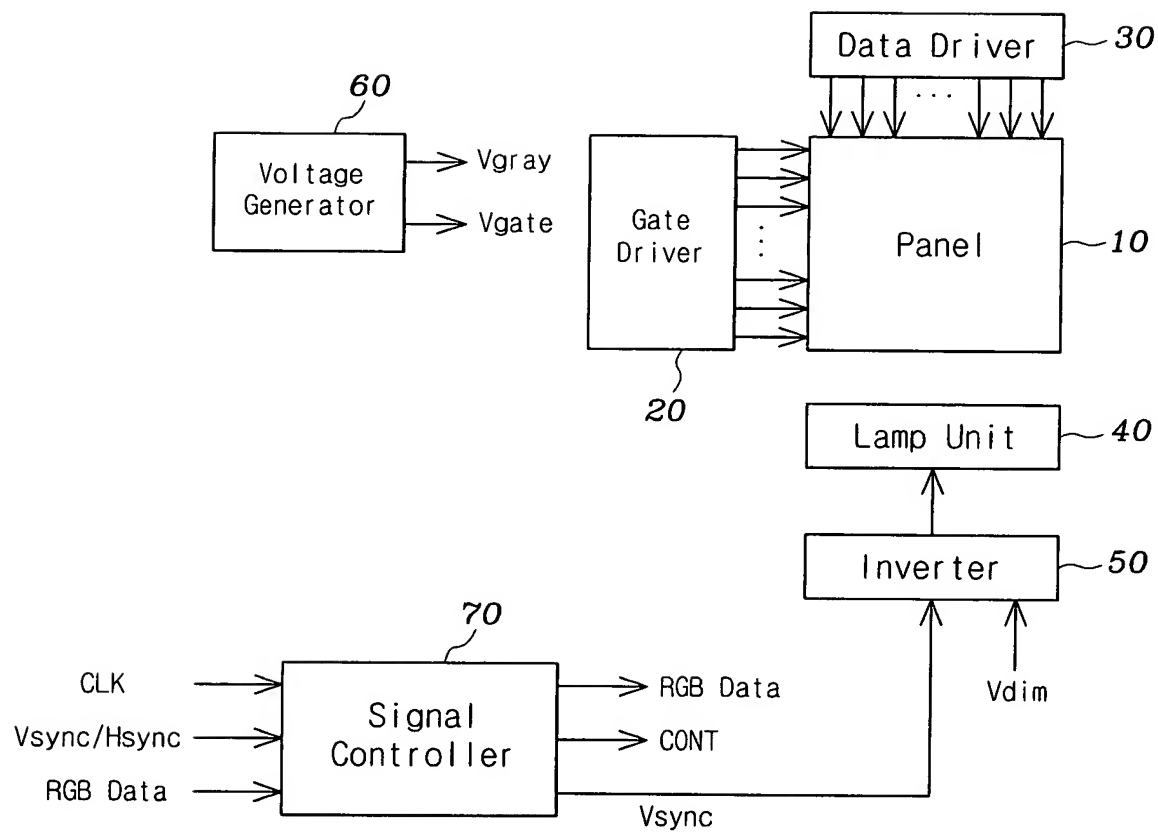 Data Driver
30
60
Voltage
Generator
Vgray
Vgate
Gate
Driver
20
Panel
10
Lamp Unit
40
Inverter
50
Vdim
70
CLK
Vsync/Hsync
RGB Data
Signal
Controller
RGB Data
CONT
Vsync